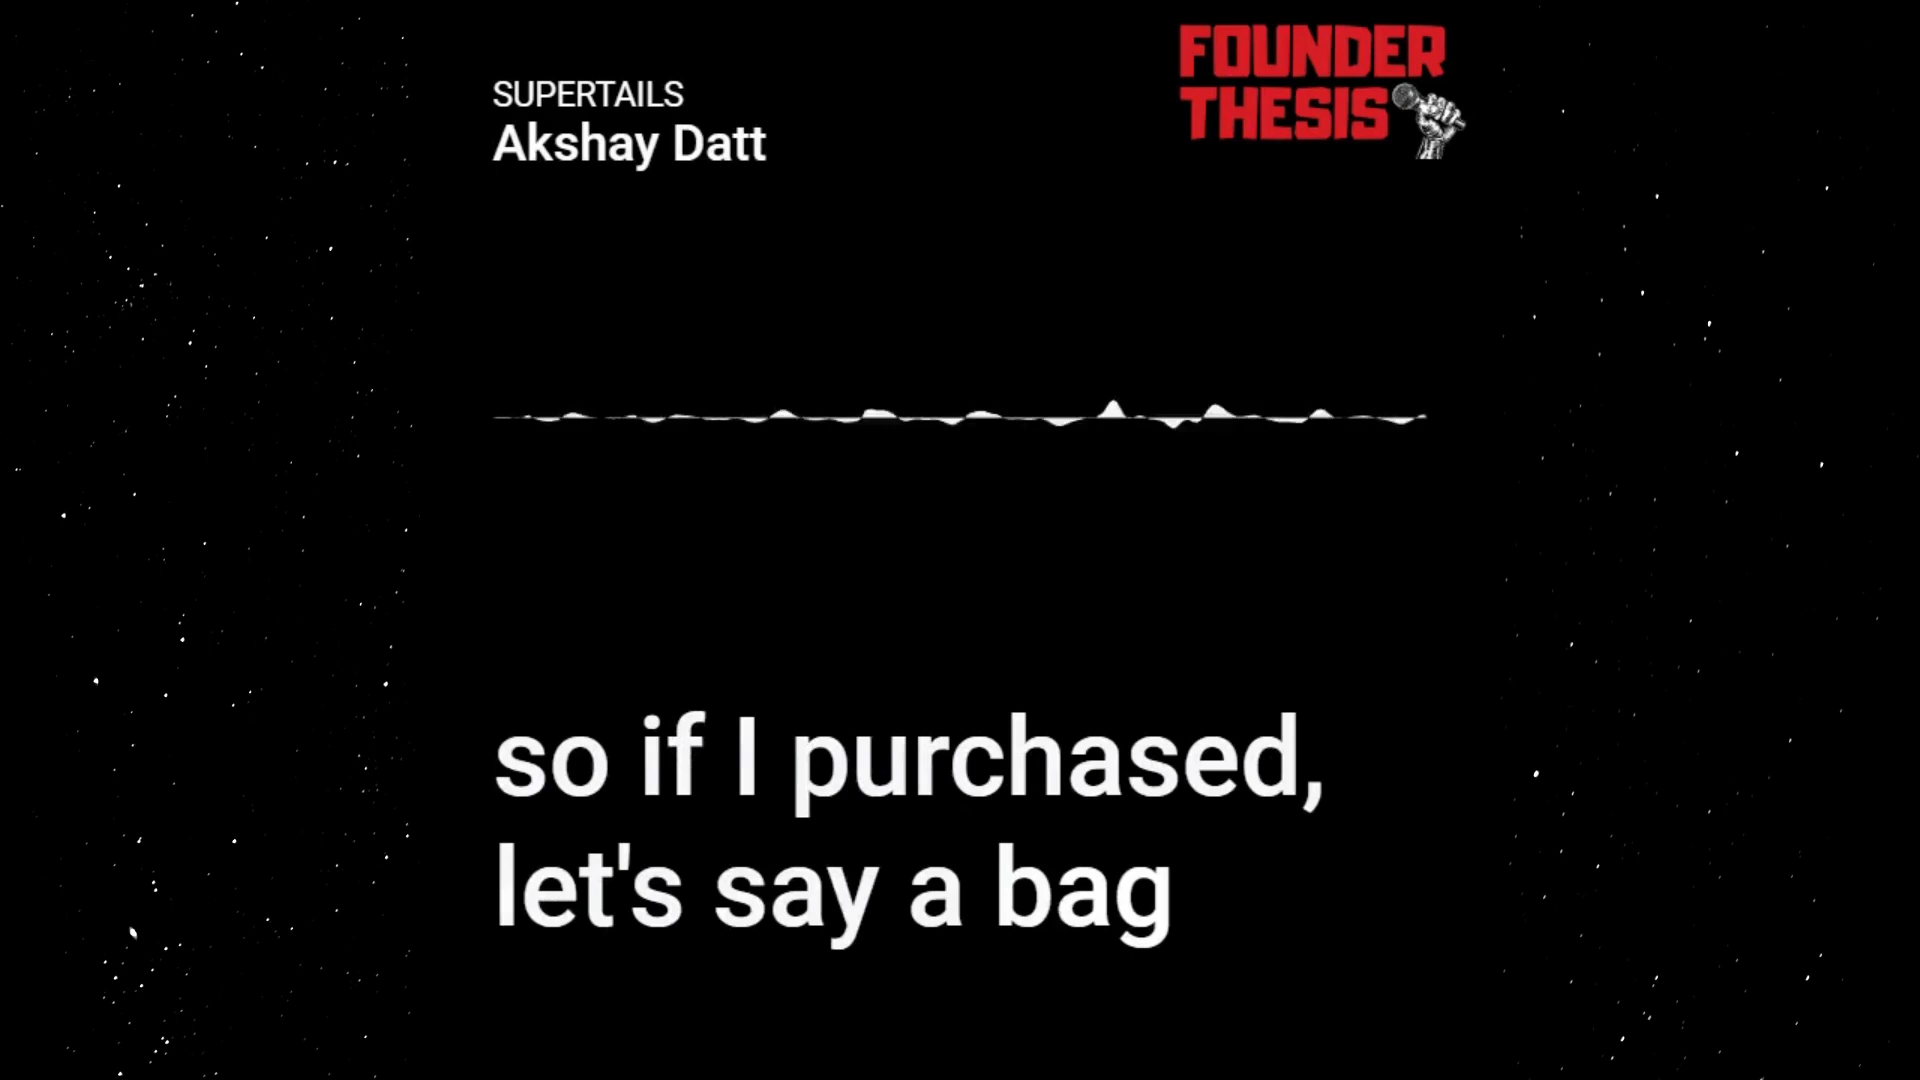 SUPERTAILS
Akshay Datt
FOUNDER
THESIS
so if I purchased,
let's say a bag